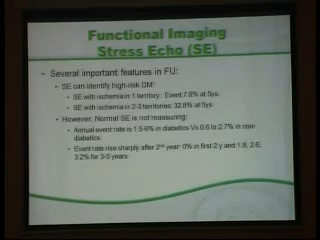 Functional Imaging
Stress Echo (SE)
• Several important features in FU:
• SE can identify high-risk DM:
• SE with ischemia in 1 territory: Event 7.6% at 5ys
• SE with ischemia in 2-3 territories: 32.8% at 5ys
• However, Normal SE is not reassuring:
• Annual event rate is 1.5-6% in diabetics Vs 0.6 to 2.7% in non-
diabetics.
• Event rate rise sharply after 2nd year: 0% in first 2 y and 1.8, 2.6,
3.2% for 3-5 years